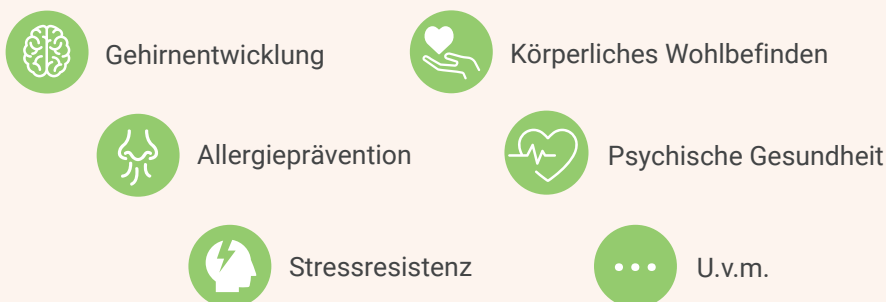 Gehirnentwicklung
Körperliches Wohlbefinden
Allergieprävention
Psychische Gesundheit
Stressresistenz
U.v.m.